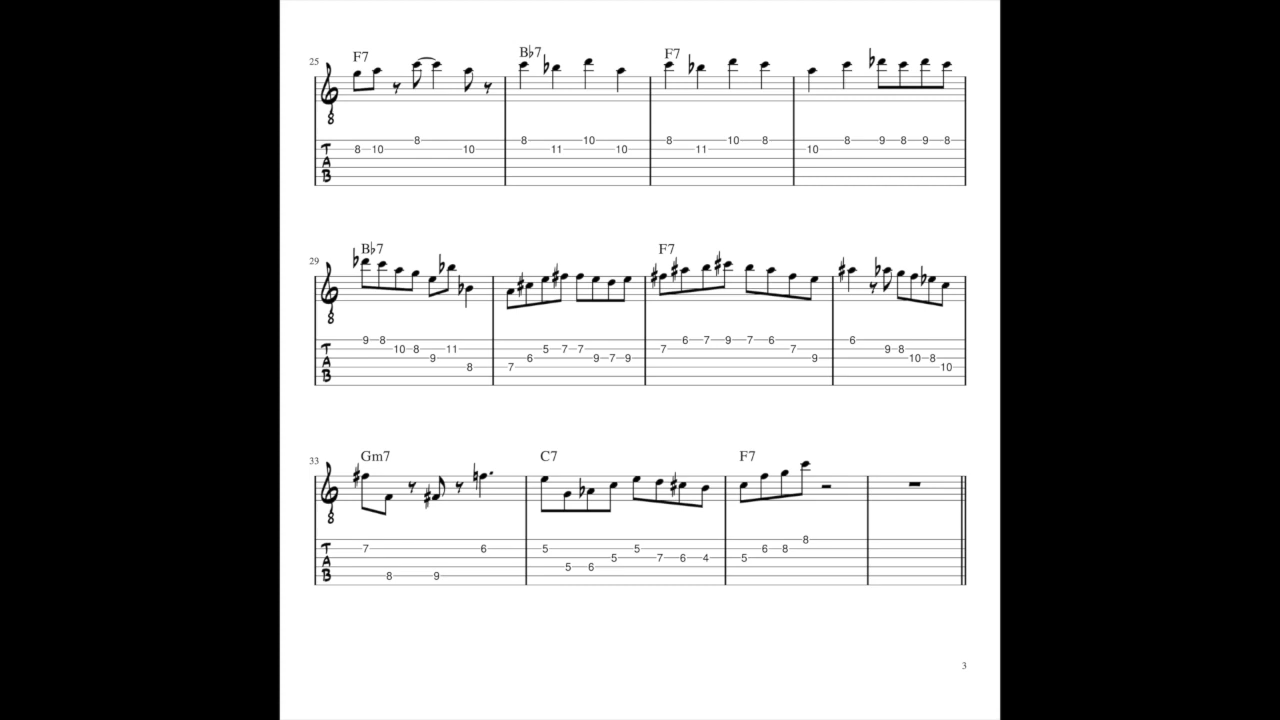 25 F7 B♭7 F7
8
8 8 10 8 10 8 8 9 8 9 8
8 10 10 11 10 11 10
T
A
B
29 B♭7 F7
8
9 8 6 7 9 7 6 6
10 8 11 5 7 7 7 7 9 8
9 6 9 7 9 9 10 8
8 7 10
T
A
B
33 Gm7 C7 F7
8
8
7 6 5 5 6 8
5 7 6 4 5
5 6
8 9
T
A
B
3